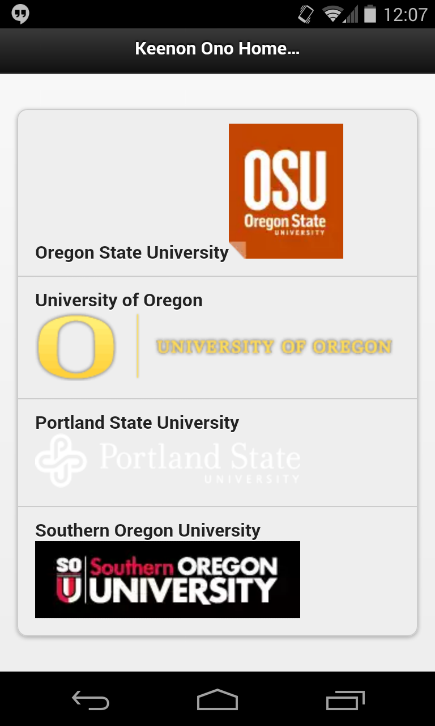 12:07
Keenon Ono Home...
OSU
Oregon State
UNIVERSITY
Oregon State University
University of Oregon
O UNIVERSITY OF OREGON
Portland State University
Portland State
UNIVERSITY
Southern Oregon University
SO Southern OREGON
U UNIVERSITY